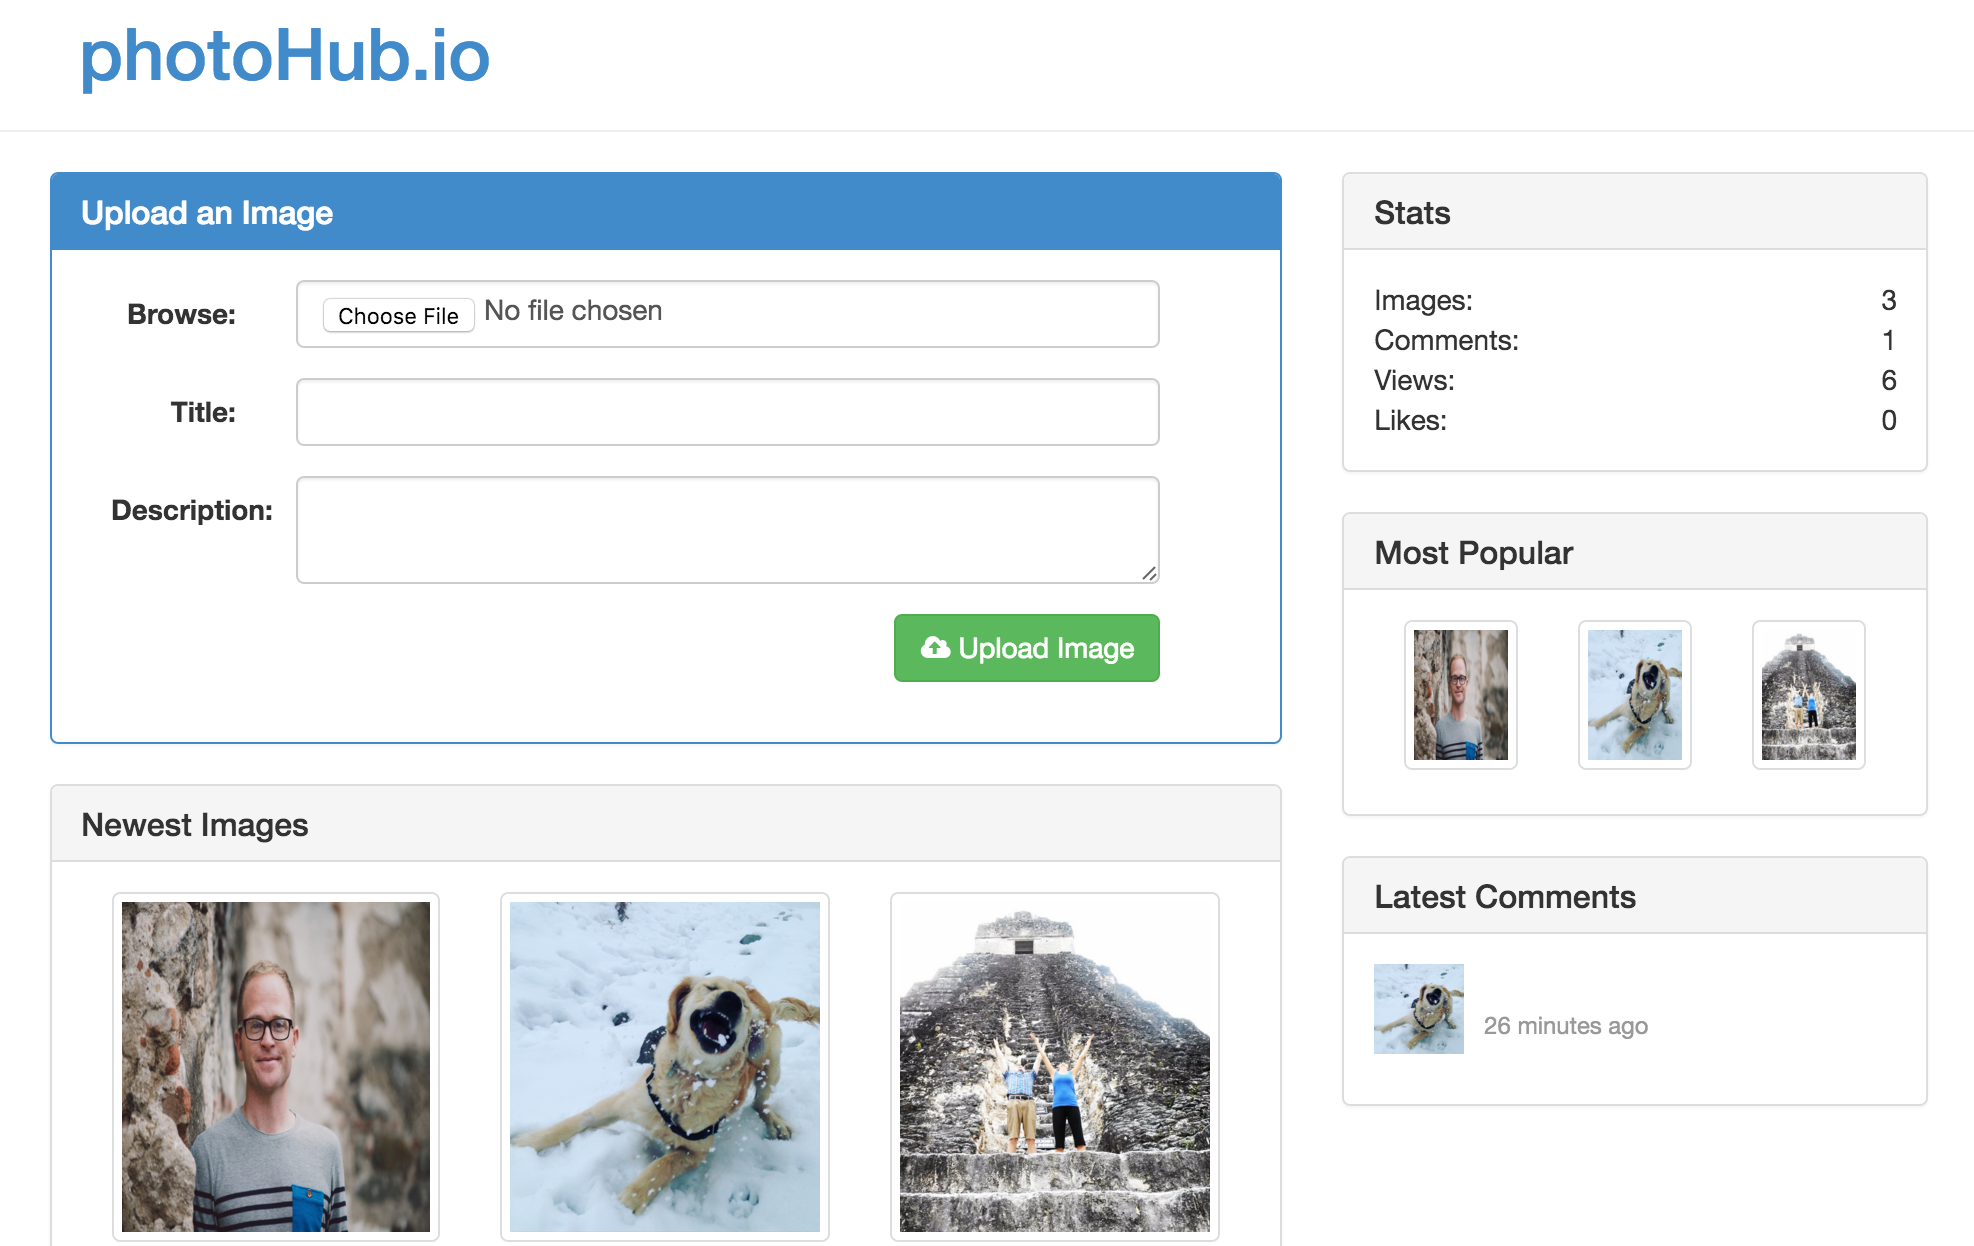 photoHub.io
Upload an Image
Browse:
Choose File No file chosen
Title:
Description:
Upload Image
Newest Images
Stats
Images: 3
Comments: 1
Views: 6
Likes: 0
Most Popular
Latest Comments
26 minutes ago